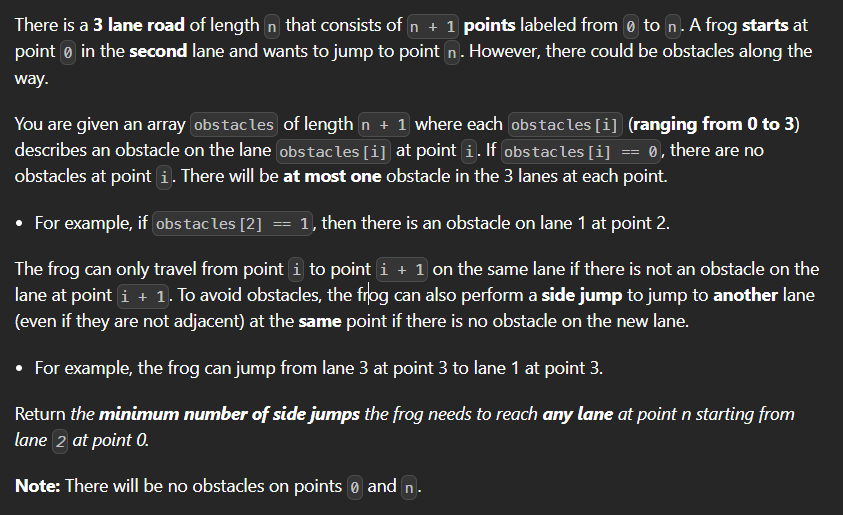 There is a 3 lane road of length n that consists of n + 1 points labeled from 0 to n. A frog starts at
point 0 in the second lane and wants to jump to point n. However, there could be obstacles along the
way.
You are given an array obstacles of length n + 1 where each obstacles[i] (ranging from 0 to 3)
describes an obstacle on the lane obstacles[i] at point i. If obstacles[i] == 0, there are no
obstacles at point i. There will be at most one obstacle in the 3 lanes at each point.
• For example, if obstacles[2] == 1, then there is an obstacle on lane 1 at point 2.
The frog can only travel from point i to point i + 1 on the same lane if there is not an obstacle on the
lane at point i + 1. To avoid obstacles, the frog can also perform a side jump to jump to another lane
(even if they are not adjacent) at the same point if there is no obstacle on the new lane.
• For example, the frog can jump from lane 3 at point 3 to lane 1 at point 3.
Return the minimum number of side jumps the frog needs to reach any lane at point n starting from
lane 2 at point 0.
Note: There will be no obstacles on points 0 and n.